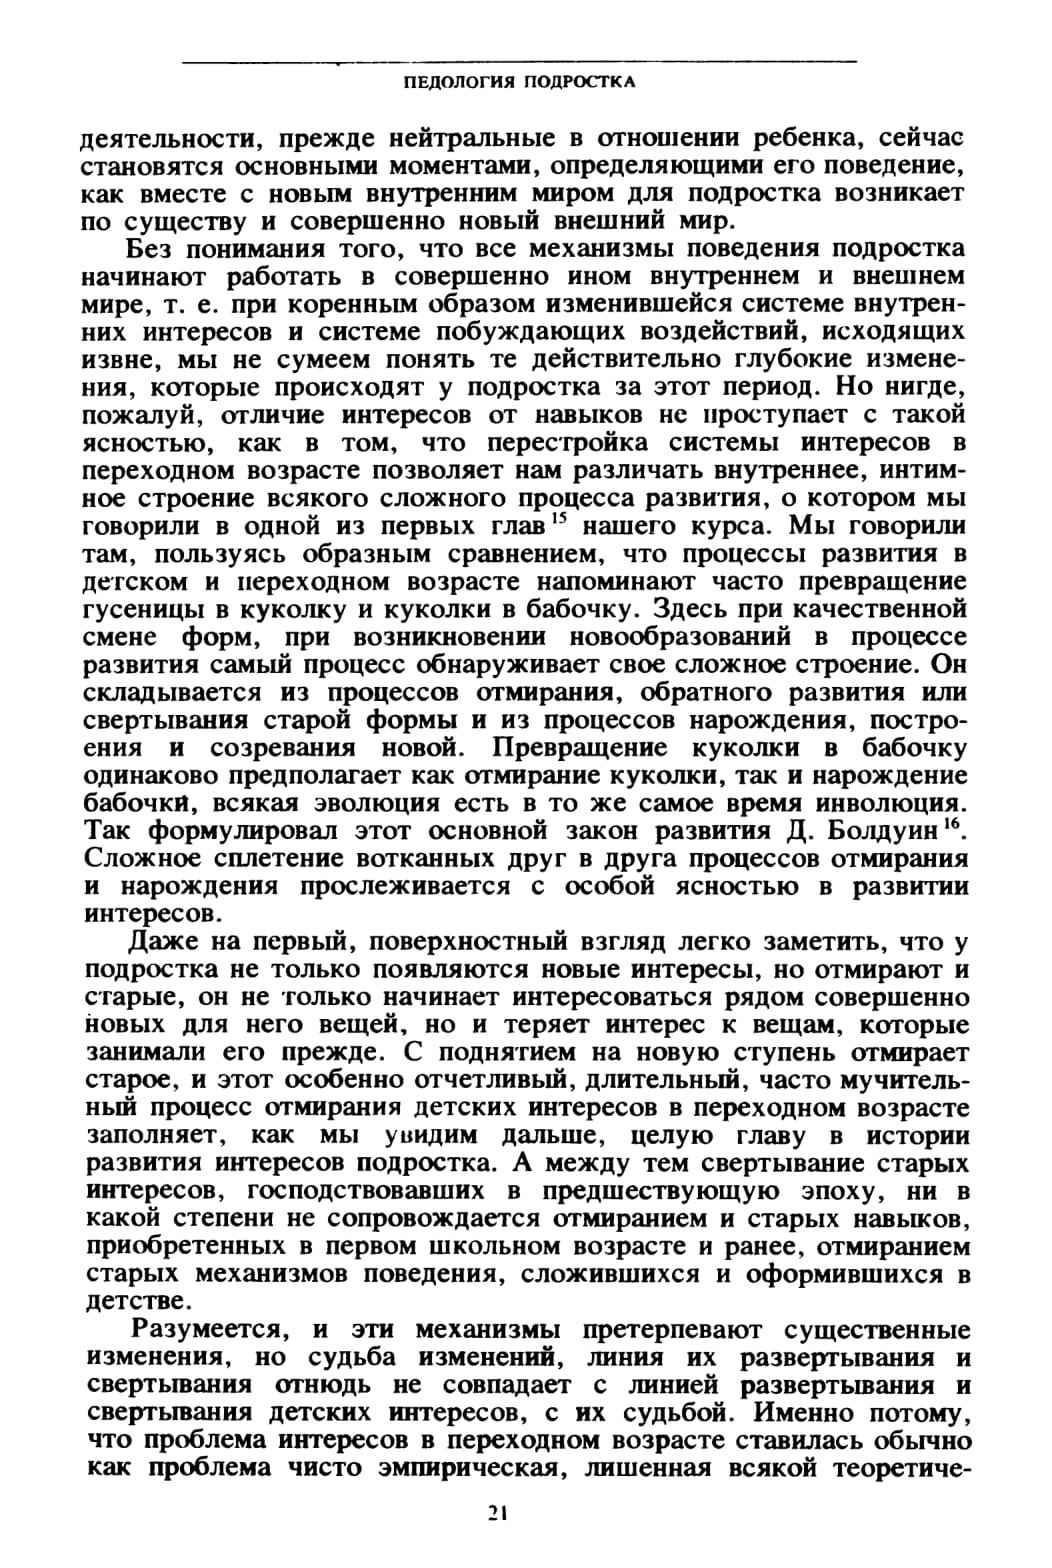 ПЕДОЛОГИЯ ПОДРОСТКА
деятельности, прежде нейтральные в отношении ребенка, сейчас
становятся основными моментами, определяющими его поведение,
как вместе с новым внутренним миром для подростка возникает
по существу и совершенно новый внешний мир.
Без понимания того, что все механизмы поведения подростка
начинают работать в совершенно ином внутреннем и внешнем
мире, т. е. при коренным образом изменившейся системе внутрен-
них интересов и системе побуждающих воздействий, исходящих
извне, мы не сумеем понять те действительно глубокие измене-
ния, которые происходят у подростка за этот период. Но нигде,
пожалуй, отличие интересов от навыков не проступает с такой
ясностью, как в том, что перестройка системы интересов в
переходном возрасте позволяет нам различать внутреннее, интим-
ное строение всякого сложного процесса развития, о котором мы
говорили в одной из первых глав¹⁵ нашего курса. Мы говорили
там, пользуясь образным сравнением, что процессы развития в
детском и переходном возрасте напоминают часто превращение
гусеницы в куколку и куколки в бабочку. Здесь при качественной
смене форм, при возникновении новообразований в процессе
развития самый процесс обнаруживает свое сложное строение. Он
складывается из процессов отмирания, обратного развития или
свертывания старой формы и из процессов нарождения, постро-
ения и созревания новой. Превращение куколки в бабочку
одинаково предполагает как отмирание куколки, так и нарождение
бабочки, всякая эволюция есть в то же самое время инволюция.
Так формулировал этот основной закон развития Д. Болдуин¹⁶.
Сложное сплетение вотканных друг в друга процессов отмирания
и нарождения прослеживается с особой ясностью в развитии
интересов.
Даже на первый, поверхностный взгляд легко заметить, что у
подростка не только появляются новые интересы, но отмирают и
старые, он не только начинает интересоваться рядом совершенно
новых для него вещей, но и теряет интерес к вещам, которые
занимали его прежде. С поднятием на новую ступень отмирает
старое, и этот особенно отчетливый, длительный, часто мучитель-
ный процесс отмирания детских интересов в переходном возрасте
заполняет, как мы увидим дальше, целую главу в истории
развития интересов подростка. А между тем свертывание старых
интересов, господствовавших в предшествующую эпоху, ни в
какой степени не сопровождается отмиранием и старых навыков,
приобретенных в первом школьном возрасте и ранее, отмиранием
старых механизмов поведения, сложившихся и оформившихся в
детстве.
Разумеется, и эти механизмы претерпевают существенные
изменения, но судьба изменений, линия их развертывания и
свертывания отнюдь не совпадает с линией развертывания и
свертывания детских интересов, с их судьбой. Именно потому,
что проблема интересов в переходном возрасте ставилась обычно
как проблема чисто эмпирическая, лишенная всякой теоретиче-
21